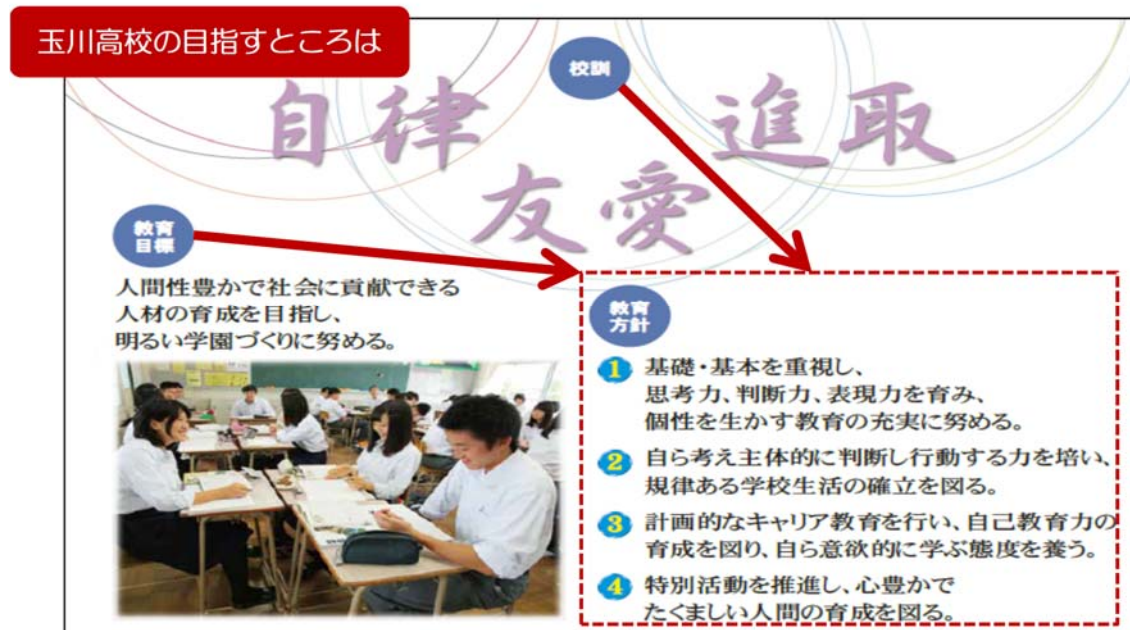 玉川高校の目指すところは
校訓
自律 進取
友愛
教育
目標
人間性豊かで社会に貢献できる
人材の育成を目指し、
明るい学園づくりに努める。
教育
方針
1 基礎・基本を重視し、
思考力、判断力、表現力を育み、
個性を生かす教育の充実に努める。
2 自ら考え主体的に判断し行動する力を培い、
規律ある学校生活の確立を図る。
3 計画的なキャリア教育を行い、自己教育力の
育成を図り、自ら意欲的に学ぶ態度を養う。
4 特別活動を推進し、心豊かで
たくましい人間の育成を図る。